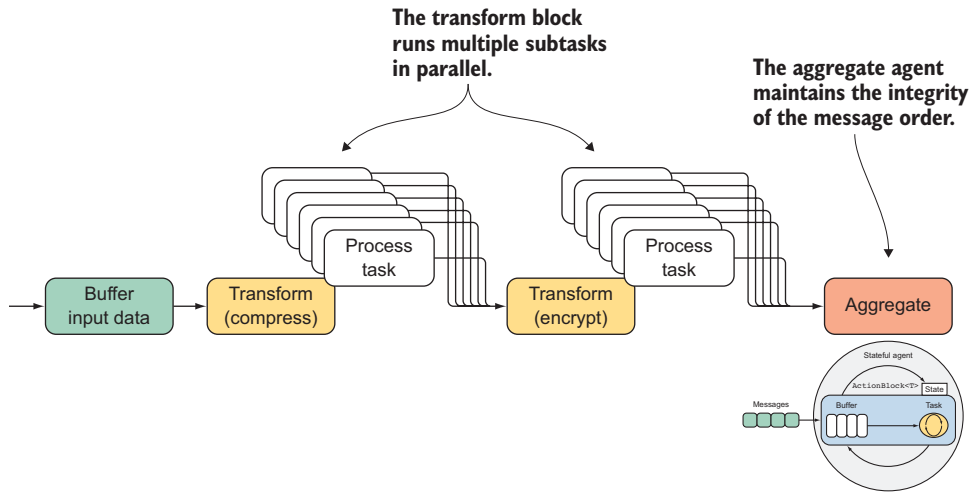 The transform block
runs multiple subtasks
in parallel.
The aggregate agent
maintains the integrity
of the message order.
Process
task
Process
task
Buffer
input data
Transform
(compress)
Transform
(encrypt)
Aggregate
Stateful agent
ActionBlock<T>
State
Messages
Buffer
Task